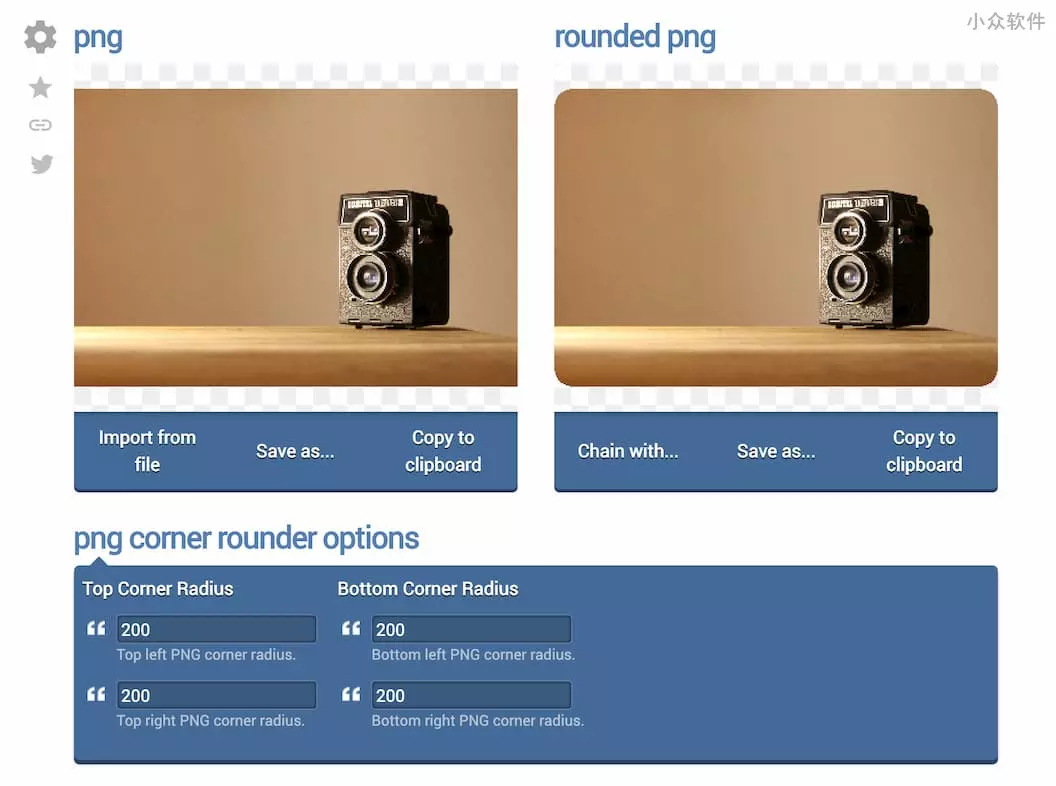 小众软件
png
rounded png
Import from
file
Save as...
Copy to
clipboard
Chain with...
Save as...
Copy to
clipboard
png corner rounder options
Top Corner Radius
Bottom Corner Radius
200
Top left PNG corner radius.
200
Bottom left PNG corner radius.
200
Top right PNG corner radius.
200
Bottom right PNG corner radius.